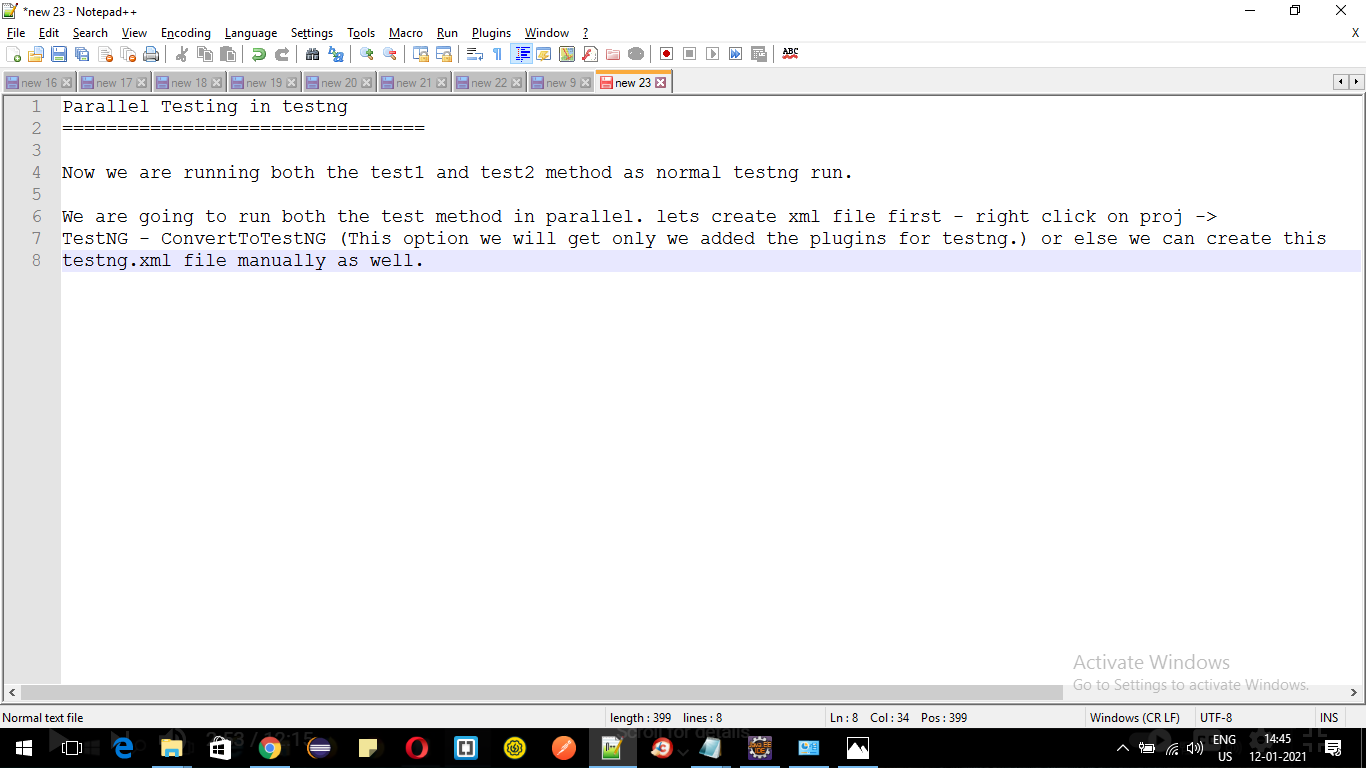 *new 23 - Notepad++
File Edit Search View Encoding Language Settings Tools Macro Run Plugins Window ? X
new 16 new 17 new 18 new 19 new 20 new 21 new 22 new 9 new 23
1 Parallel Testing in testng
2 =================================
3
4 Now we are running both the test1 and test2 method as normal testng run.
5
6 We are going to run both the test method in parallel. lets create xml file first - right click on proj ->
7 TestNG - ConvertToTestNG (This option we will get only we added the plugins for testng.) or else we can create this
8 testng.xml file manually as well.
Activate Windows
Go to Settings to activate Windows.
Normal text file length : 399 lines : 8 Ln : 8 Col : 34 Pos : 399 Windows (CR LF) UTF-8 INS
2:53 / 12:15
Scroll for details
ENG 14:45
US 12-01-2021